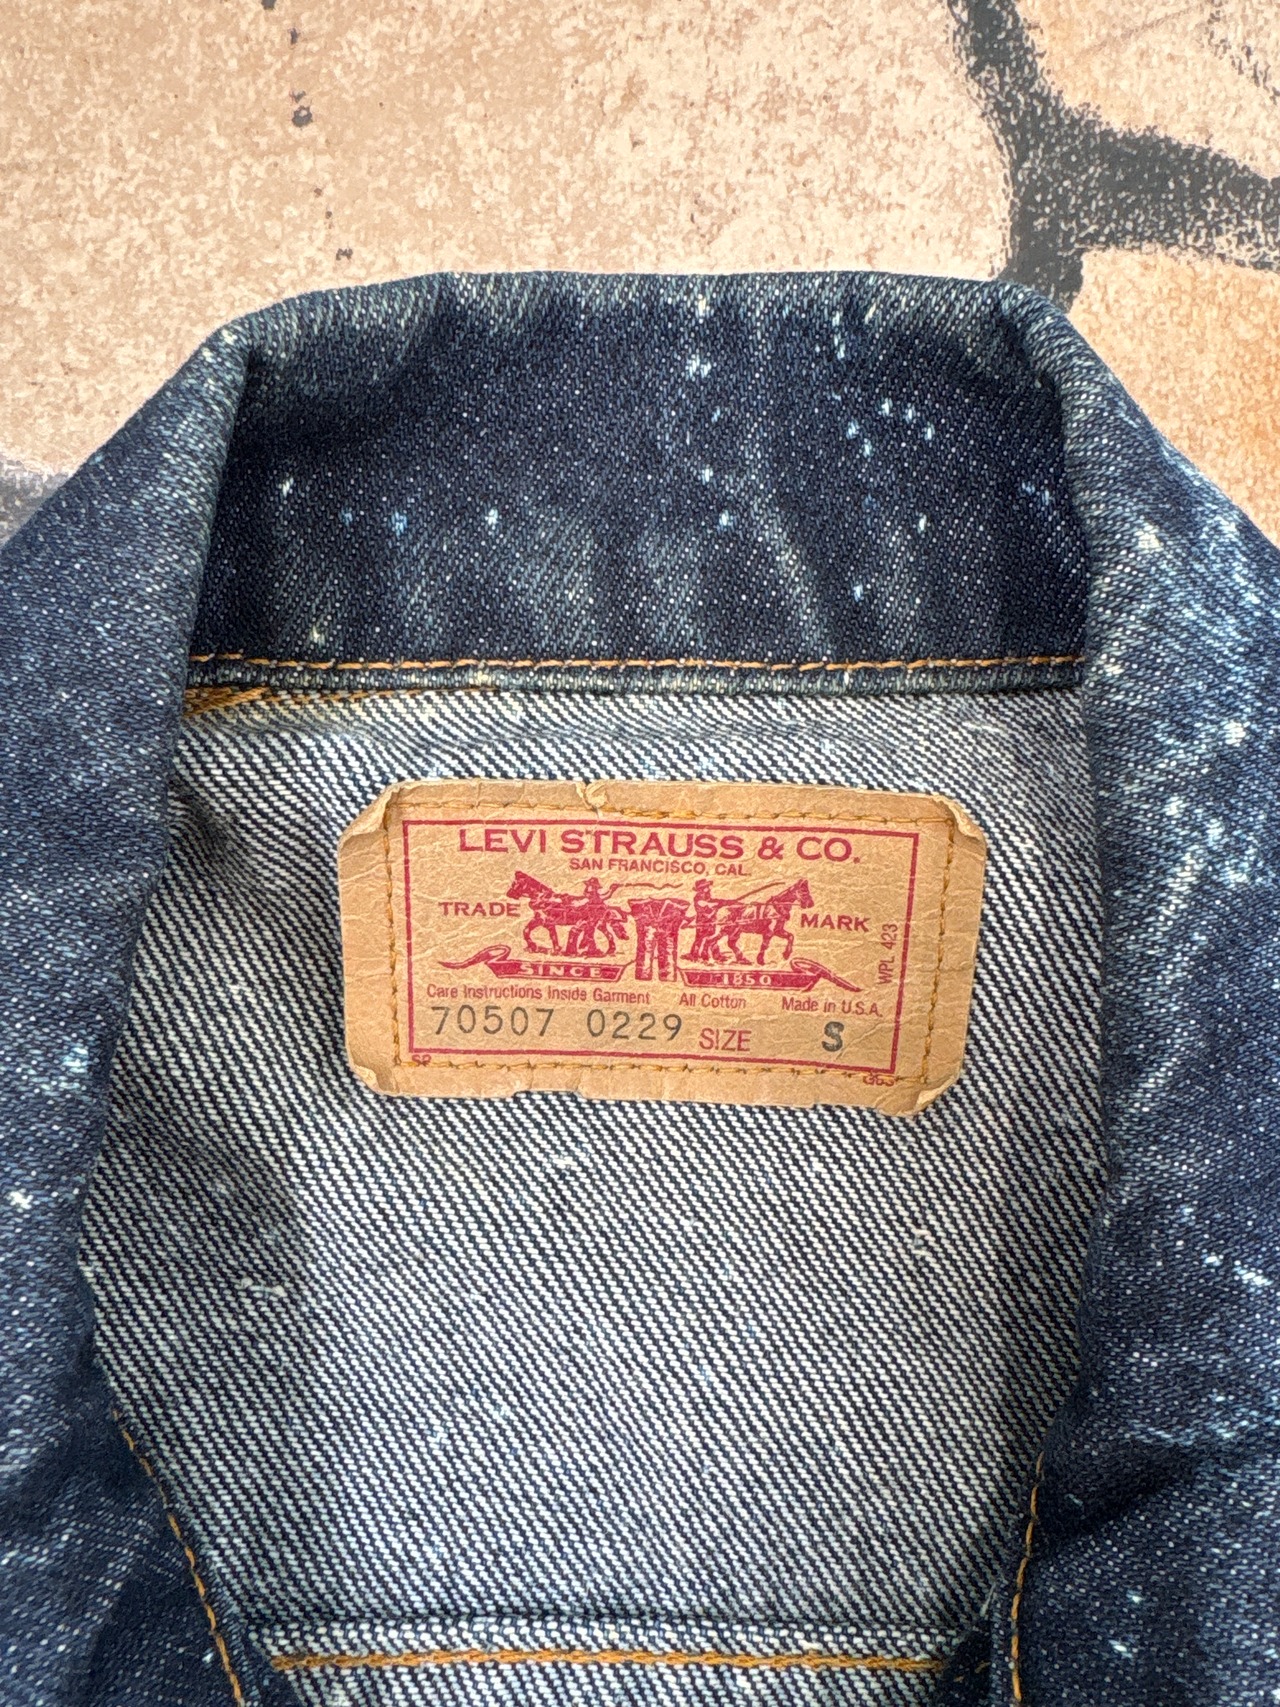 LEVI STRAUSS & CO.
SAN FRANCISCO, CAL.
TRADE MARK
SINCE 1850
WPL 423
Care Instructions Inside Garment All Cotton Made in U.S.A.
70507 0229 SIZE S
SP